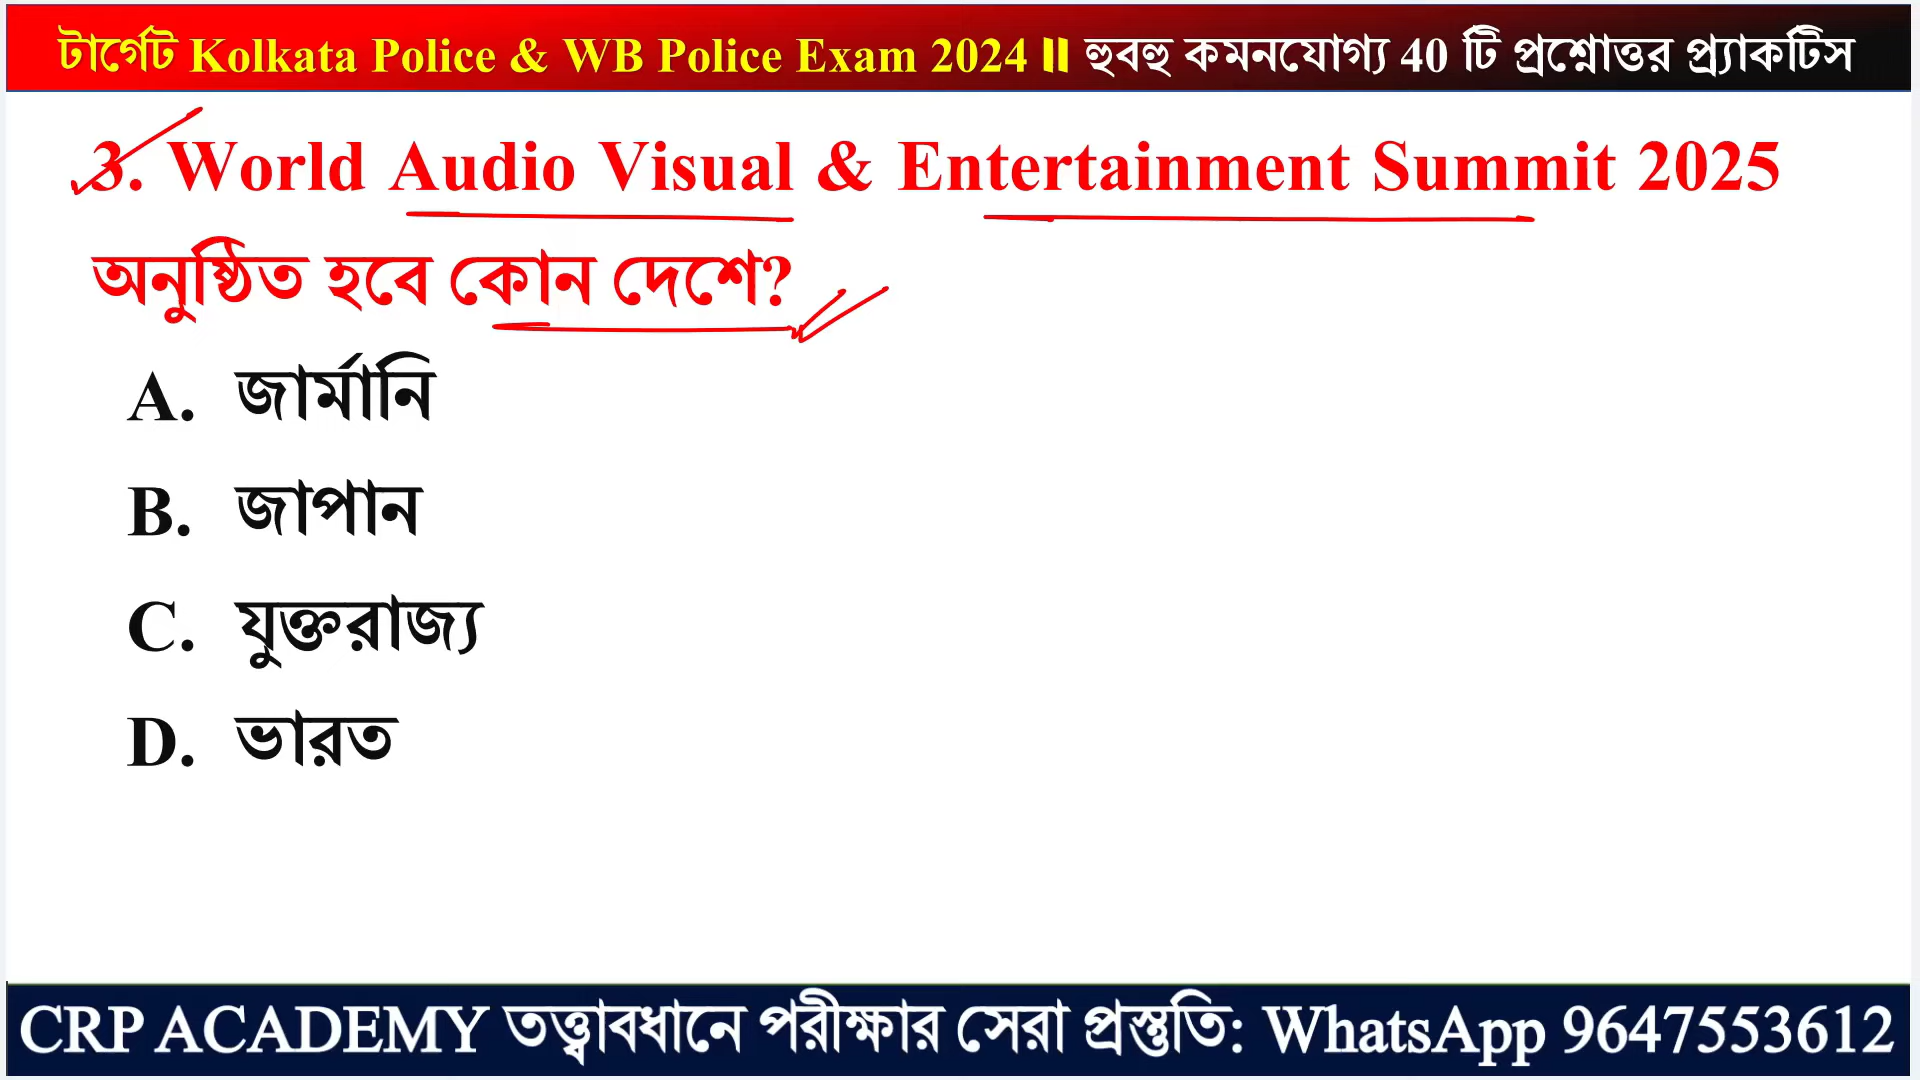 টার্গেট Kolkata Police & WB Police Exam 2024 ॥ হুবহু কমনযোগ্য 40 টি প্রশ্নোত্তর প্র্যাকটিস
3. World Audio Visual & Entertainment Summit 2025
অনুষ্ঠিত হবে কোন দেশে?
A. জার্মানি
B. জাপান
C. যুক্তরাজ্য
D. ভারত
CRP ACADEMY তত্ত্বাবধানে পরীক্ষার সেরা প্রস্তুতি: WhatsApp 9647553612